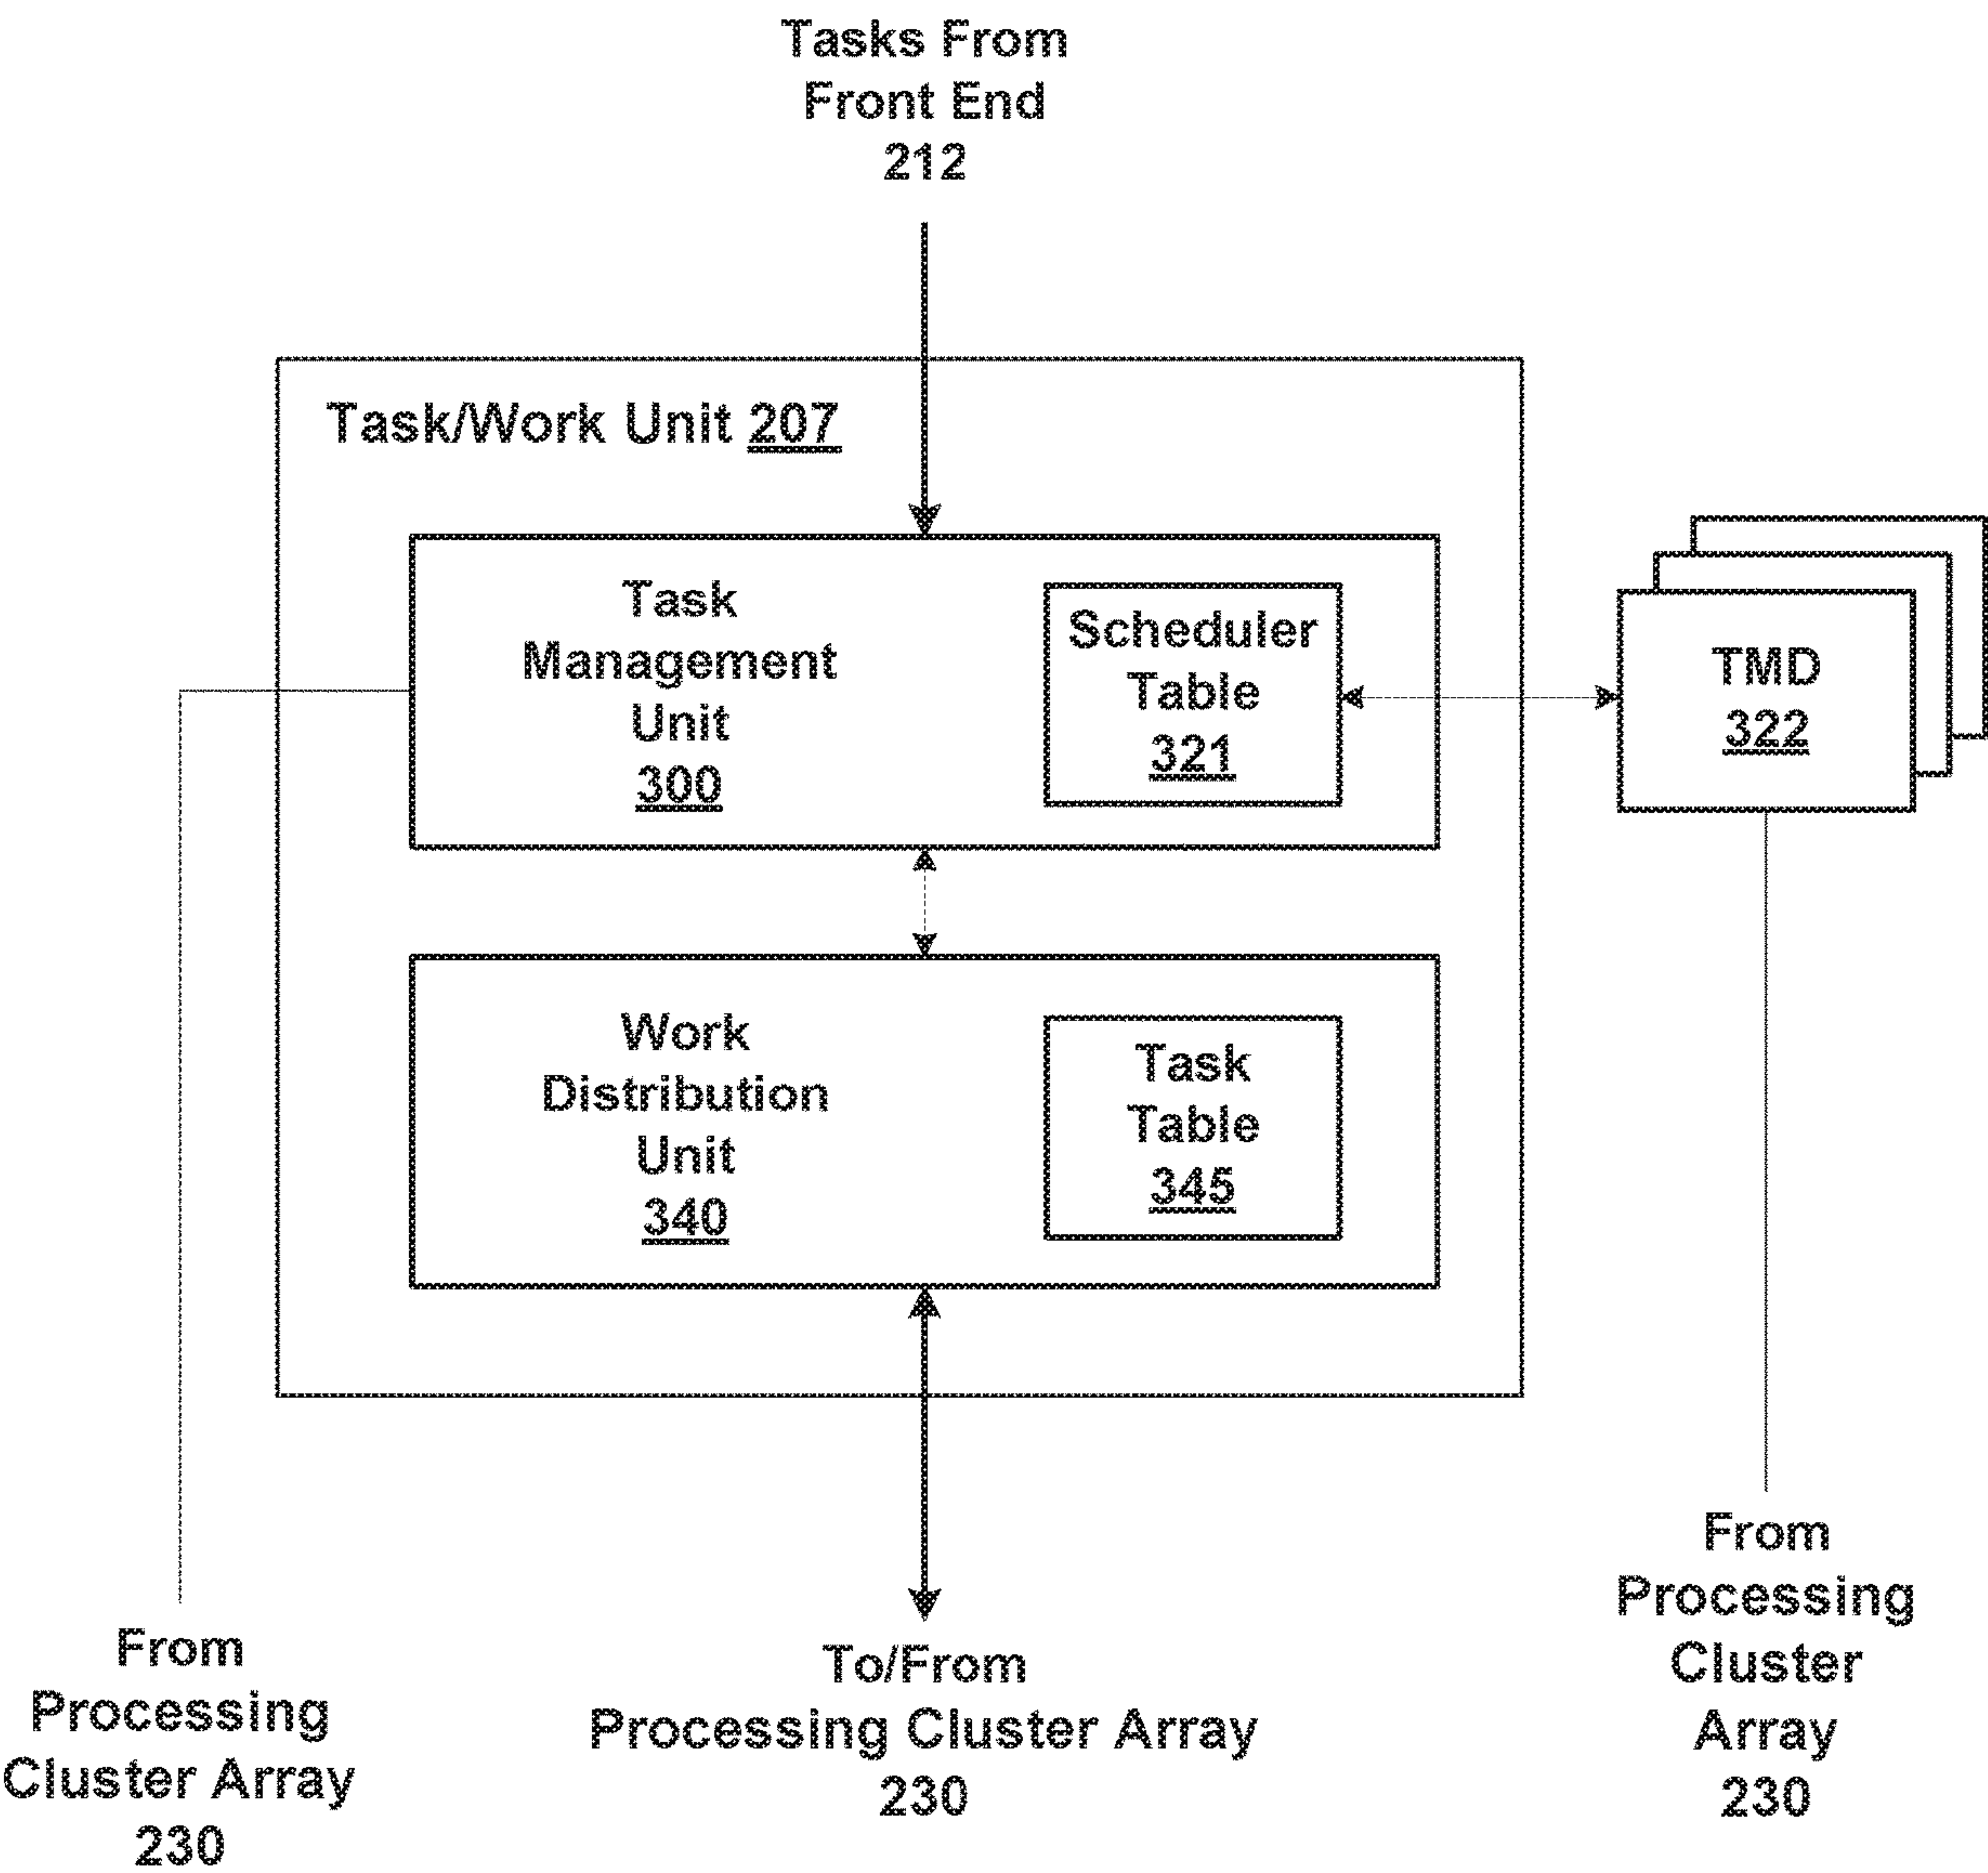 Tasks From
Front End
212
Task/Work Unit 207
Task
Management
Unit
300
Scheduler
Table
321
TMD
322
Work
Distribution
Unit
340
Task
Table
345
From
Processing
Cluster Array
230
To/From
Processing Cluster Array
230
From
Processing
Cluster
Array
230